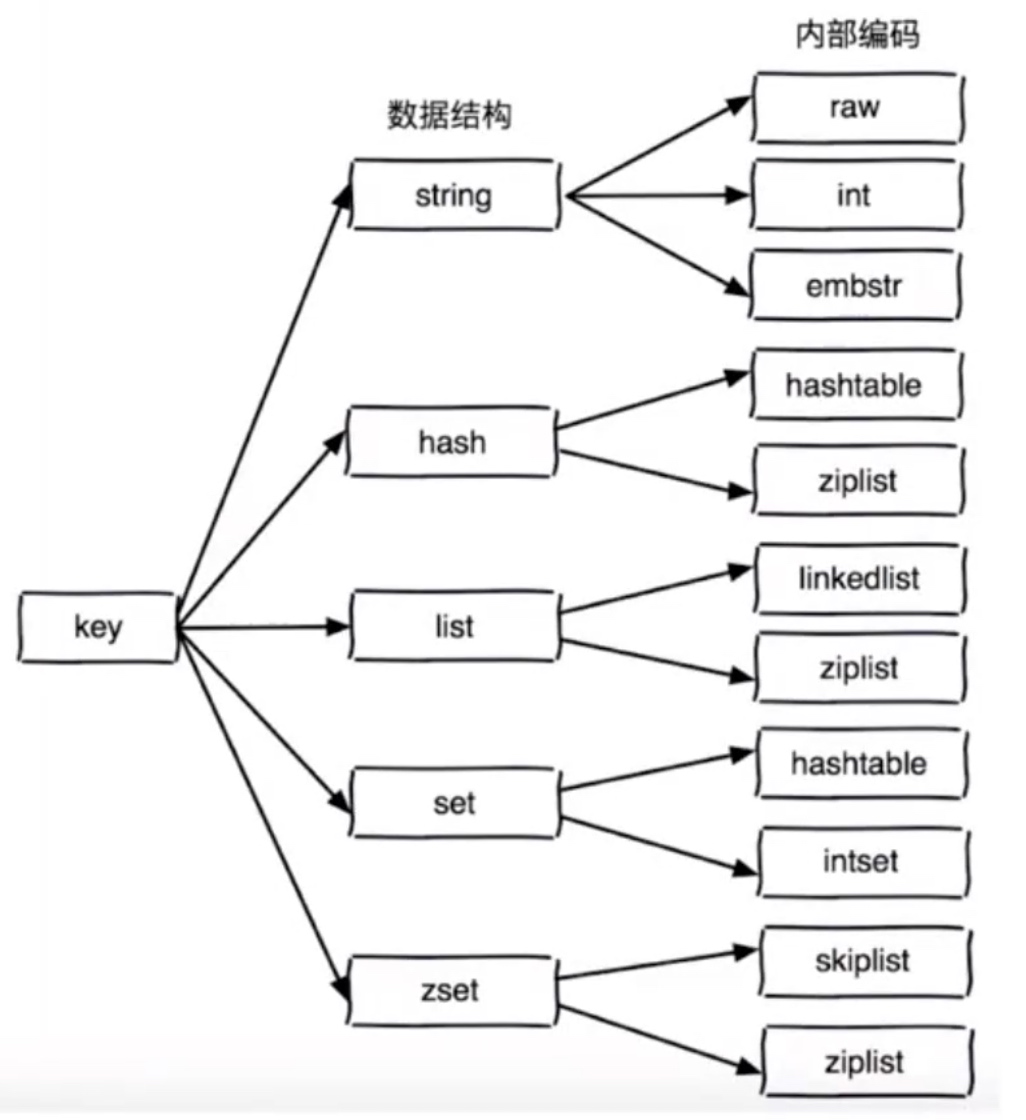 内部编码
数据结构
raw
string
int
embstr
hashtable
hash
ziplist
linkedlist
key
list
ziplist
hashtable
set
intset
skiplist
zset
ziplist